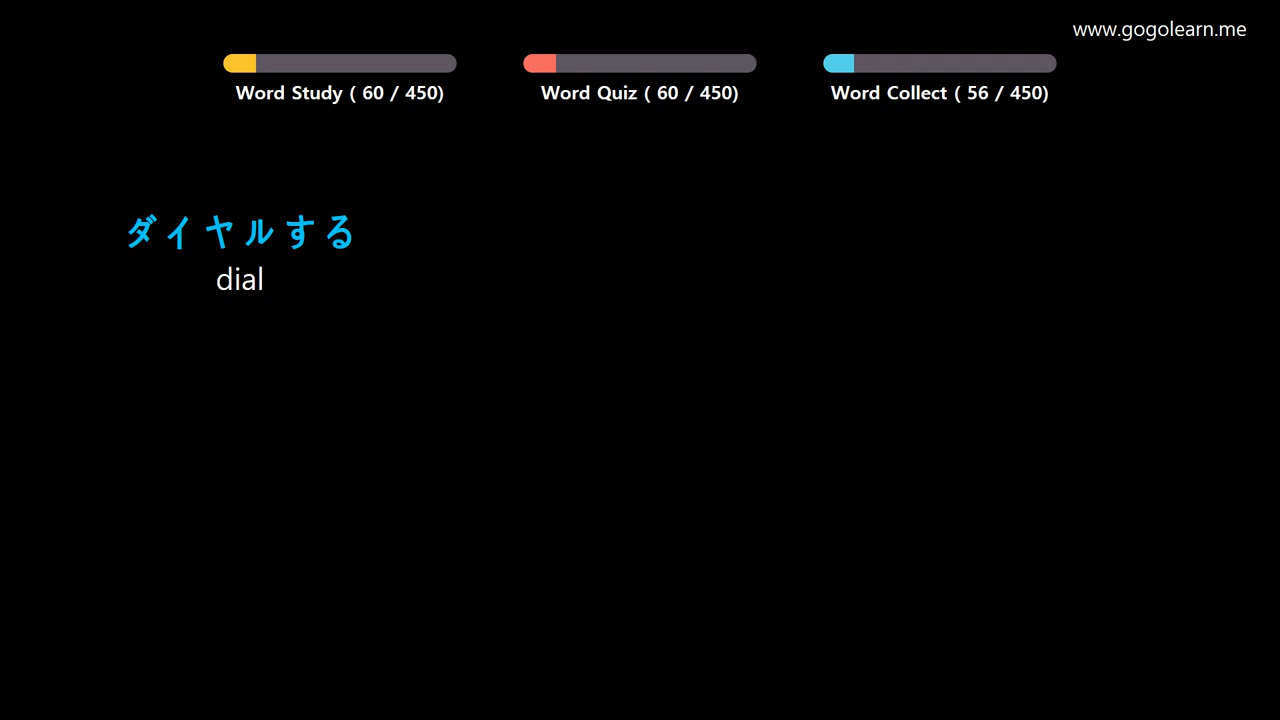 www.gogolearn.me
Word Study ( 60 / 450)
Word Quiz ( 60 / 450)
Word Collect ( 56 / 450)
ダイヤルする
dial